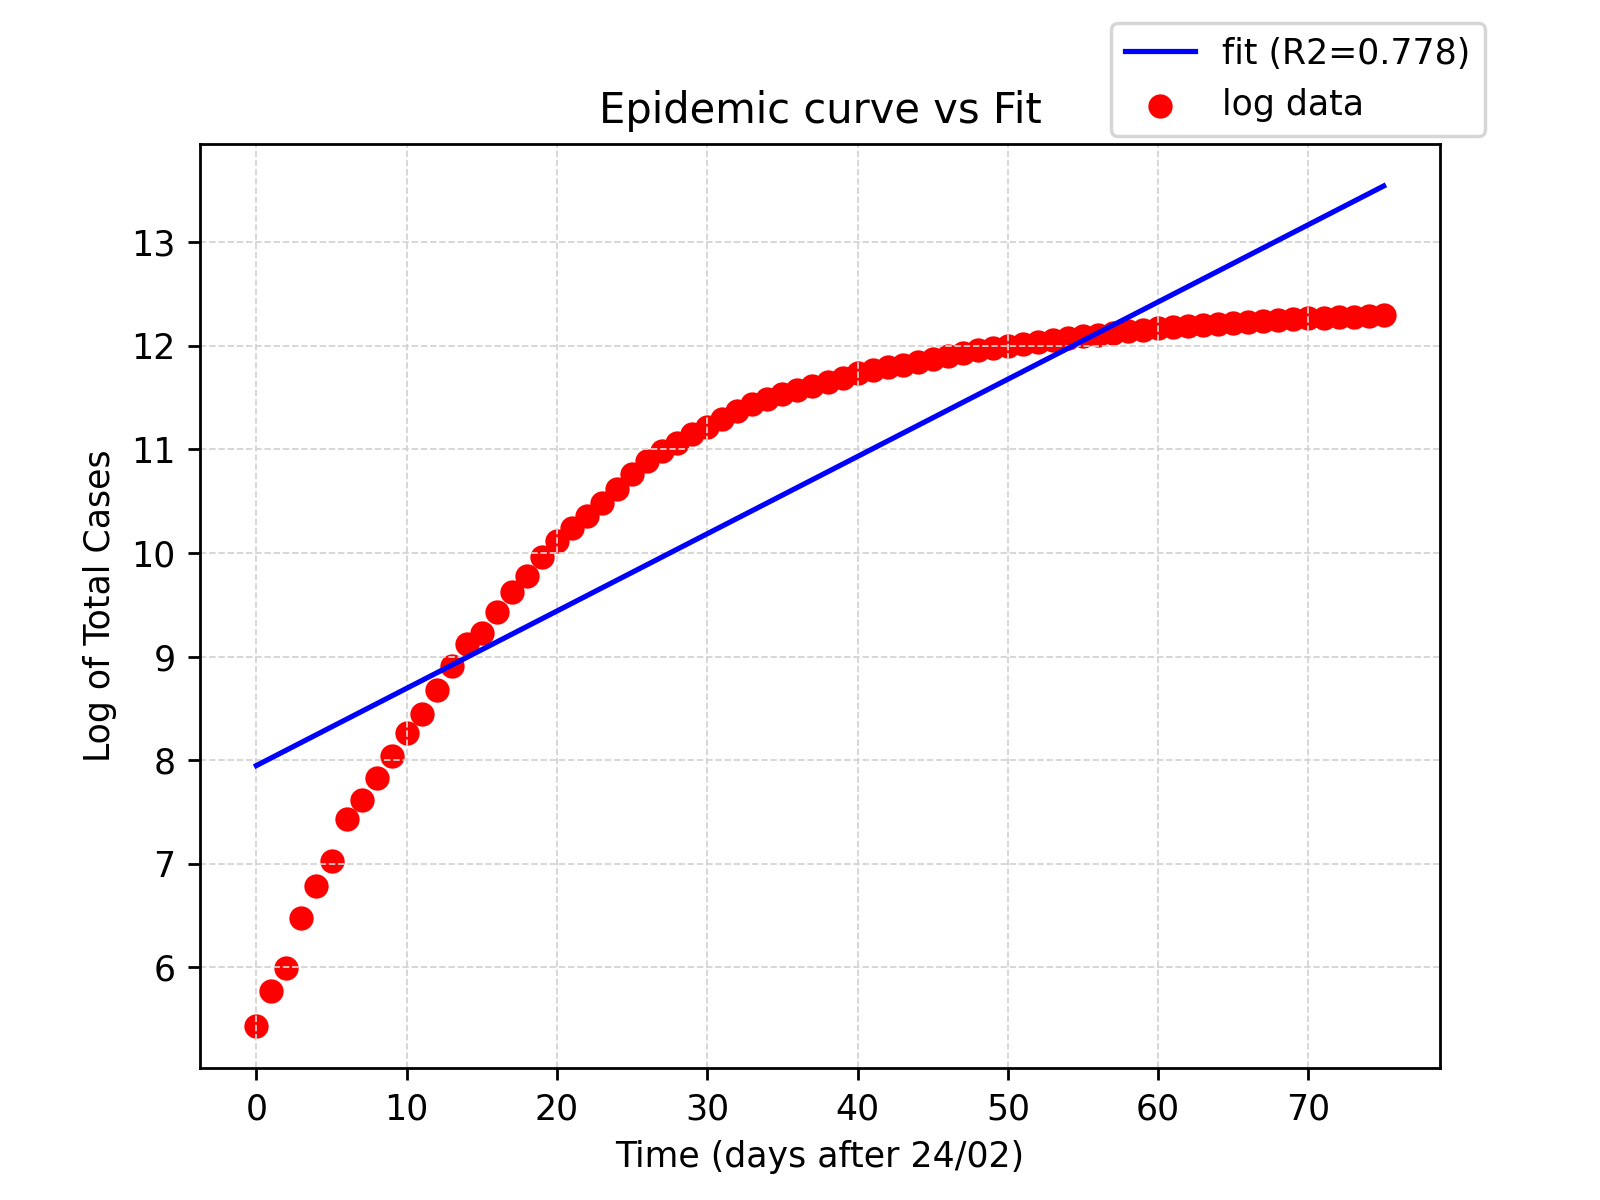 fit (R2=0.778)
log data
Epidemic curve vs Fit
13
12
11
10
9
8
7
6
Log of Total Cases
0 10 20 30 40 50 60 70
Time (days after 24/02)